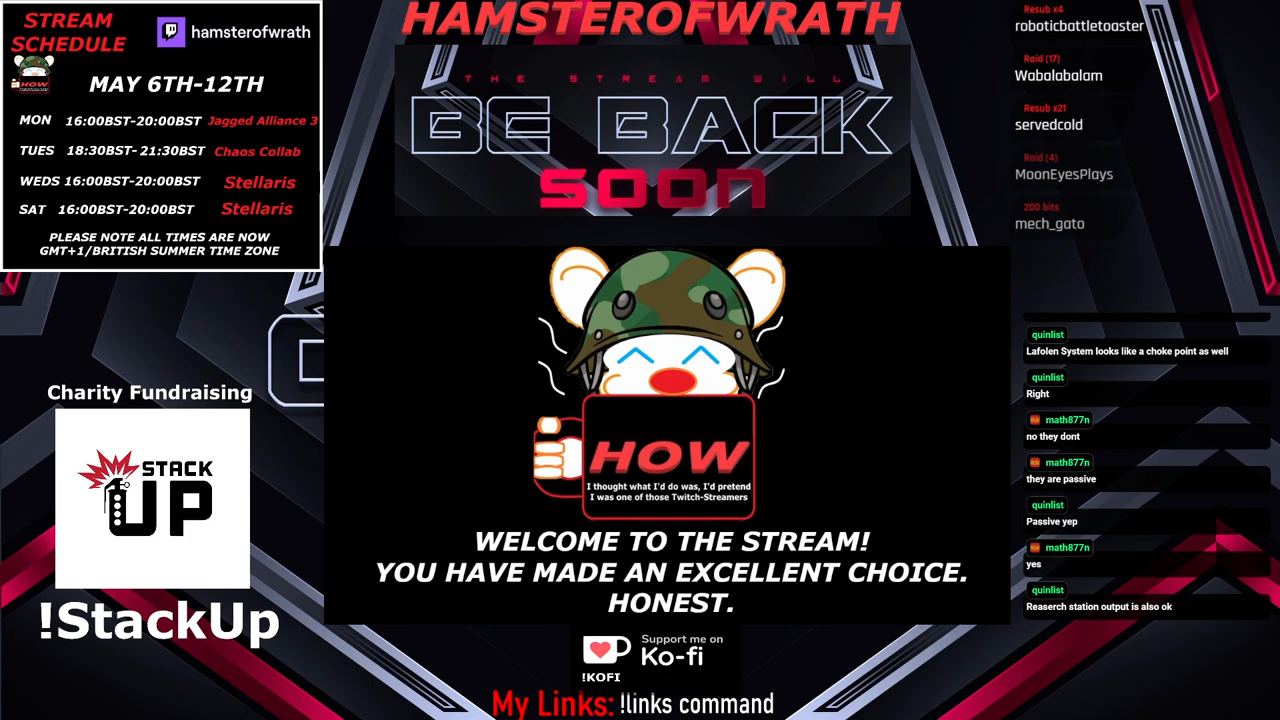 STREAM
SCHEDULE
hamsterofwrath
HOW
MAY 6TH-12TH
MON 16:00BST-20:00BST Jagged Alliance 3
TUES 18:30BST-21:30BST Chaos Collab
WEDS 16:00BST-20:00BST Stellaris
SAT 16:00BST-20:00BST Stellaris
PLEASE NOTE ALL TIMES ARE NOW
GMT+1/BRITISH SUMMER TIME ZONE
Charity Fundraising
STACK
UP
!StackUp
HAMSTEROFWRATH
THE STREAM WILL
BE BACK
SOON
HOW
I thought what I'd do was, I'd pretend
I was one of those Twitch-Streamers
WELCOME TO THE STREAM!
YOU HAVE MADE AN EXCELLENT CHOICE.
HONEST.
Support me on
Ko-fi
!KOFI
My Links: !links command
Resub x4
roboticbattletoaster
Raid (17)
Wabalabalam
Resub x21
servedcold
Raid (4)
MoonEyesPlays
200 bits
mech_gato
quinlist
Lafolen System looks like a choke point as well
quinlist
Right
math877n
no they dont
math877n
they are passive
quinlist
Passive yep
math877n
yes
quinlist
Reaserch station output is also ok